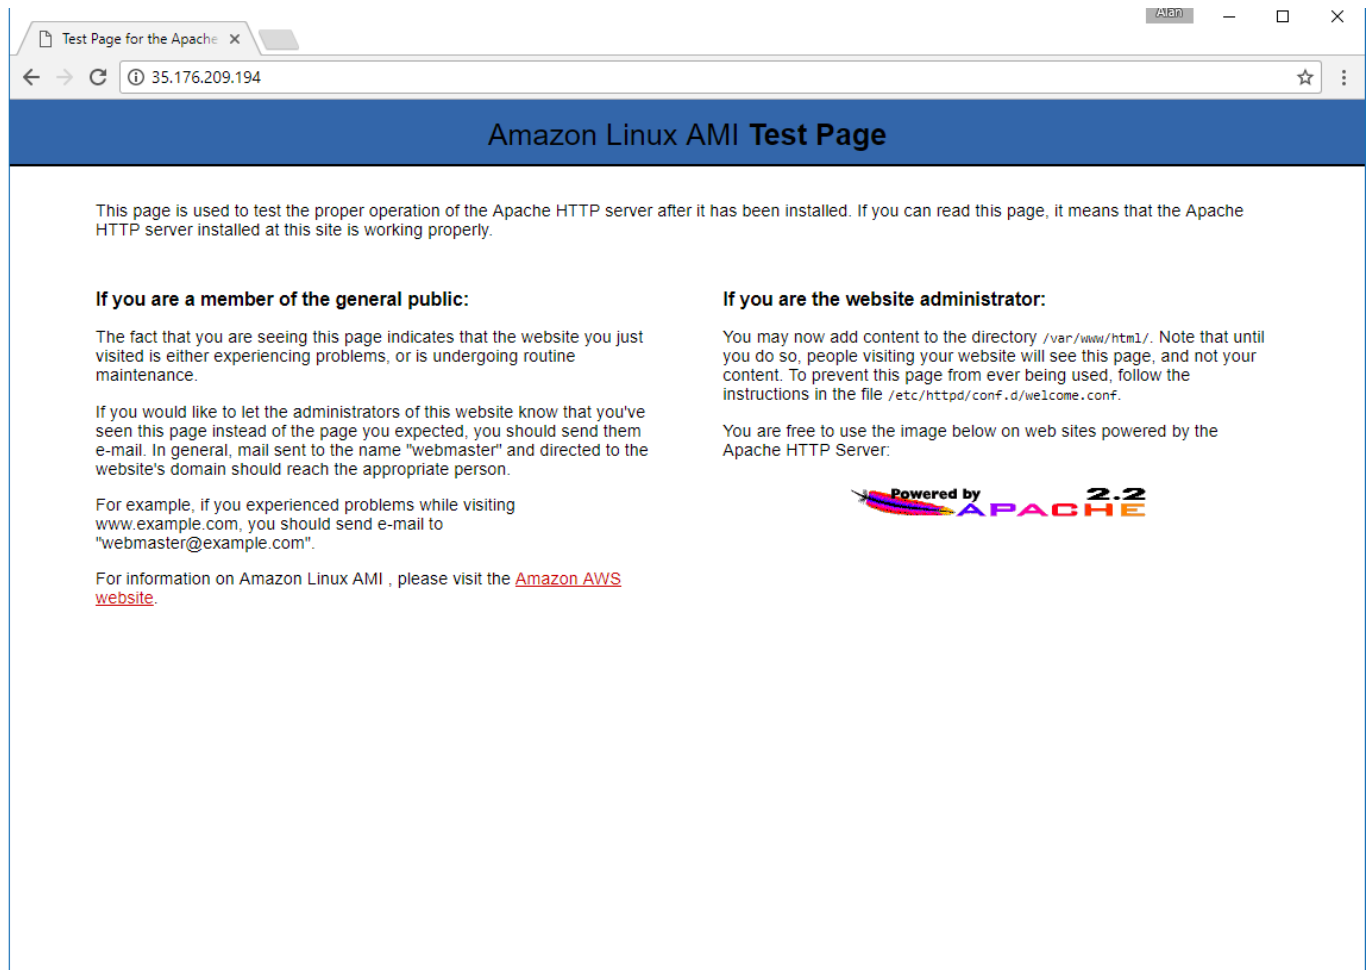 Alan
Test Page for the Apache
35.176.209.194
Amazon Linux AMI Test Page
This page is used to test the proper operation of the Apache HTTP server after it has been installed. If you can read this page, it means that the Apache
HTTP server installed at this site is working properly.
If you are a member of the general public:
The fact that you are seeing this page indicates that the website you just
visited is either experiencing problems, or is undergoing routine
maintenance.
If you would like to let the administrators of this website know that you've
seen this page instead of the page you expected, you should send them
e-mail. In general, mail sent to the name "webmaster" and directed to the
website's domain should reach the appropriate person.
For example, if you experienced problems while visiting
www.example.com, you should send e-mail to
"webmaster@example.com".
For information on Amazon Linux AMI , please visit the Amazon AWS
website.
If you are the website administrator:
You may now add content to the directory /var/www/html/. Note that until
you do so, people visiting your website will see this page, and not your
content. To prevent this page from ever being used, follow the
instructions in the file /etc/httpd/conf.d/welcome.conf.
You are free to use the image below on web sites powered by the
Apache HTTP Server:
Powered by 2.2
APACHE